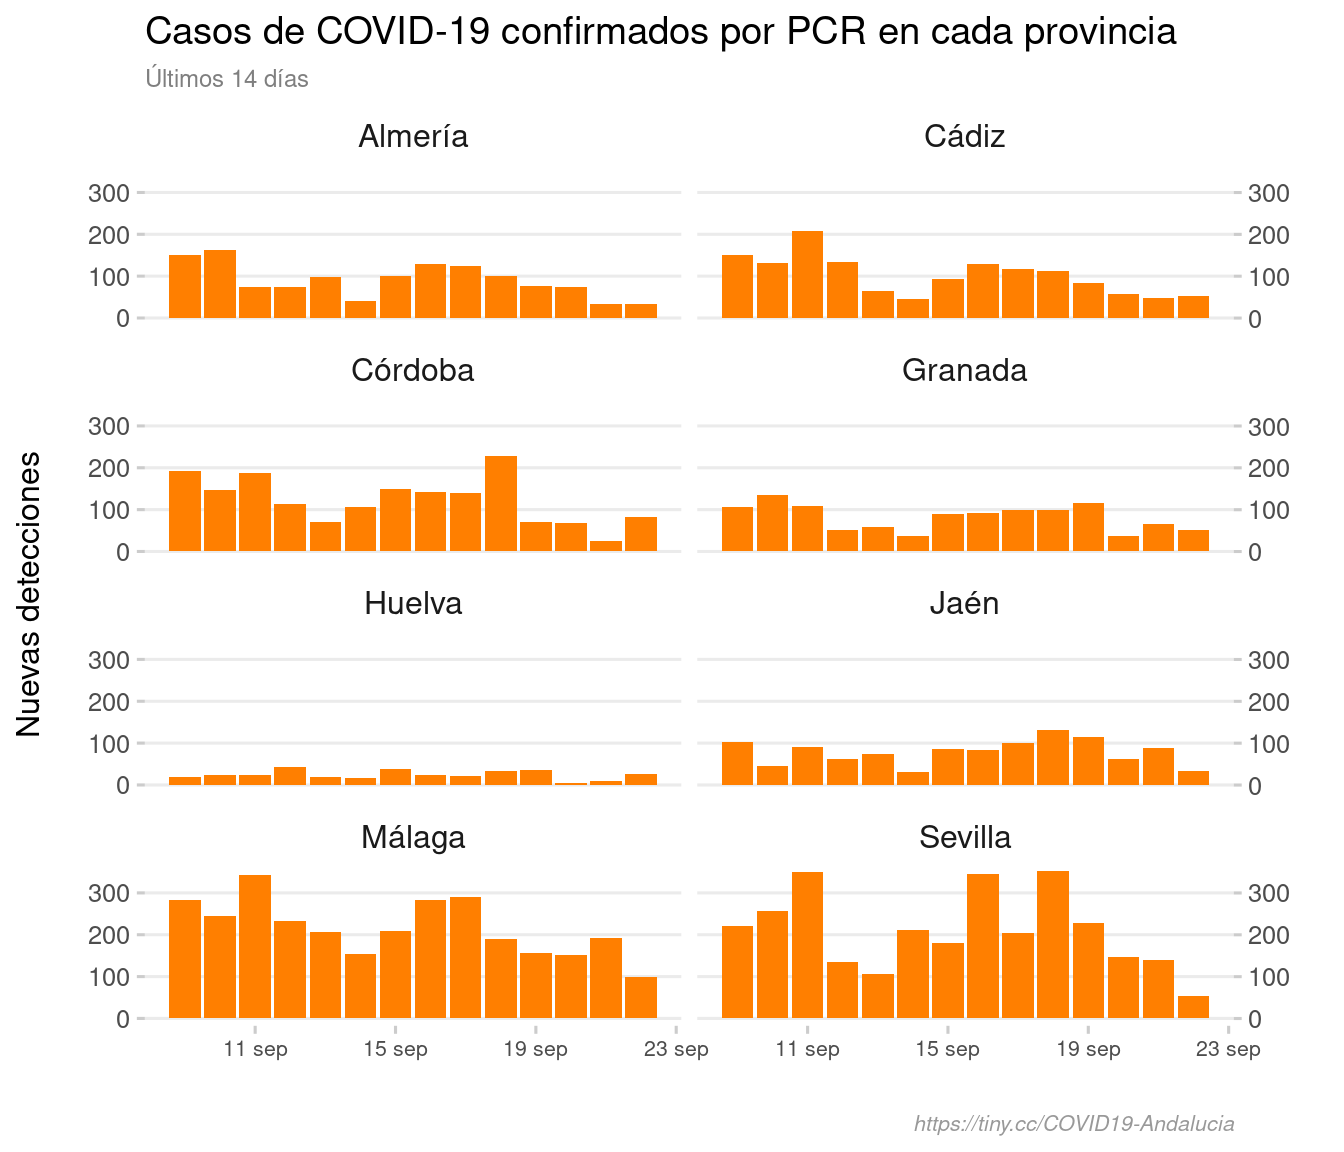 Casos de COVID-19 confirmados por PCR en cada provincia
Últimos 14 días
Nuevas detecciones
Almería
Cádiz
300
200
100
0
300
200
100
0
Córdoba
Granada
300
200
100
0
300
200
100
0
Huelva
Jaén
300
200
100
0
300
200
100
0
Málaga
Sevilla
300
200
100
0
300
200
100
0
11 sep 15 sep 19 sep 23 sep
11 sep 15 sep 19 sep 23 sep
https://tiny.cc/COVID19-Andalucia